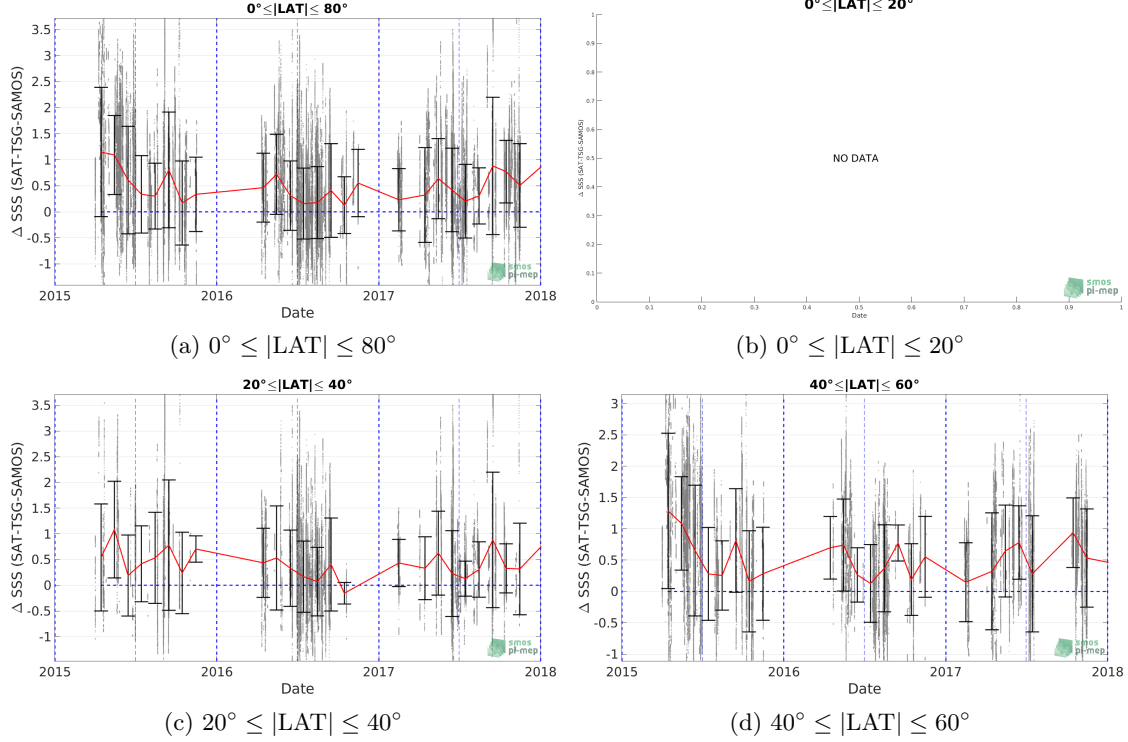 0°≤|LAT|≤ 80°
Δ SSS (SAT-TSG-SAMOS)
3.5
3
2.5
2
1.5
1
0.5
0
-0.5
-1
2015 2016 2017 2018
Date
smos
pi-mep
(a) 0° ≤ |LAT| ≤ 80°
0°≤|LAT|≤ 20°
Δ SSS (SAT-TSG-SAMOS)
1
0.9
0.8
0.7
0.6
0.5
0.4
0.3
0.2
0.1
0
NO DATA
0 0.1 0.2 0.3 0.4 0.5 0.6 0.7 0.8 0.9 1
Date
smos
pi-mep
(b) 0° ≤ |LAT| ≤ 20°
20°≤|LAT|≤ 40°
Δ SSS (SAT-TSG-SAMOS)
3.5
3
2.5
2
1.5
1
0.5
0
-0.5
-1
2015 2016 2017 2018
Date
smos
pi-mep
(c) 20° ≤ |LAT| ≤ 40°
40°≤|LAT|≤ 60°
Δ SSS (SAT-TSG-SAMOS)
3
2.5
2
1.5
1
0.5
0
-0.5
-1
2015 2016 2017 2018
Date
smos
pi-mep
(d) 40° ≤ |LAT| ≤ 60°